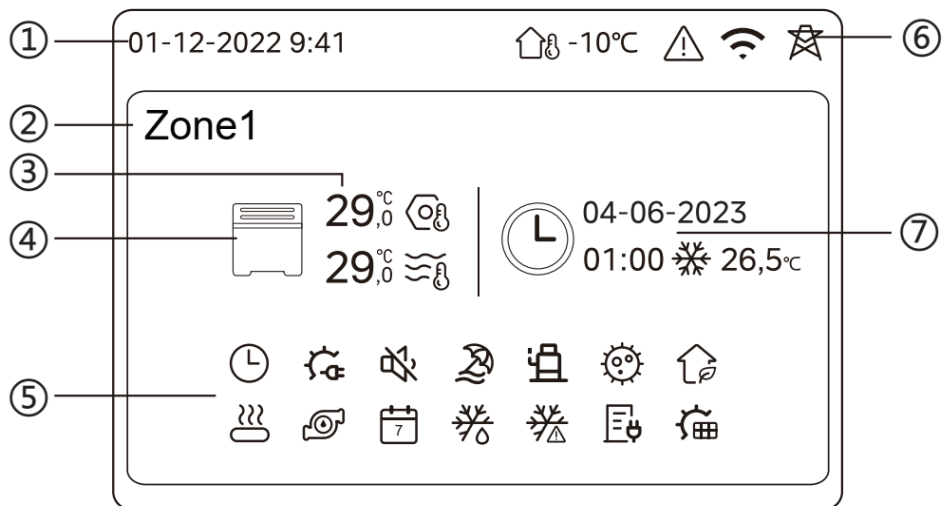 ① 01-12-2022 9:41 -10℃ ⑥
② Zone1
③
④ 29,0 °C
29,0 °C
04-06-2023 ⑦
01:00 26,5℃
⑤
7